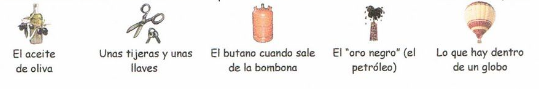 El aceite
de oliva
Unas tijeras y unas
llaves
El butano cuando sale
de la bombona
El "oro negro" (el
petróleo)
Lo que hay dentro
de un globo